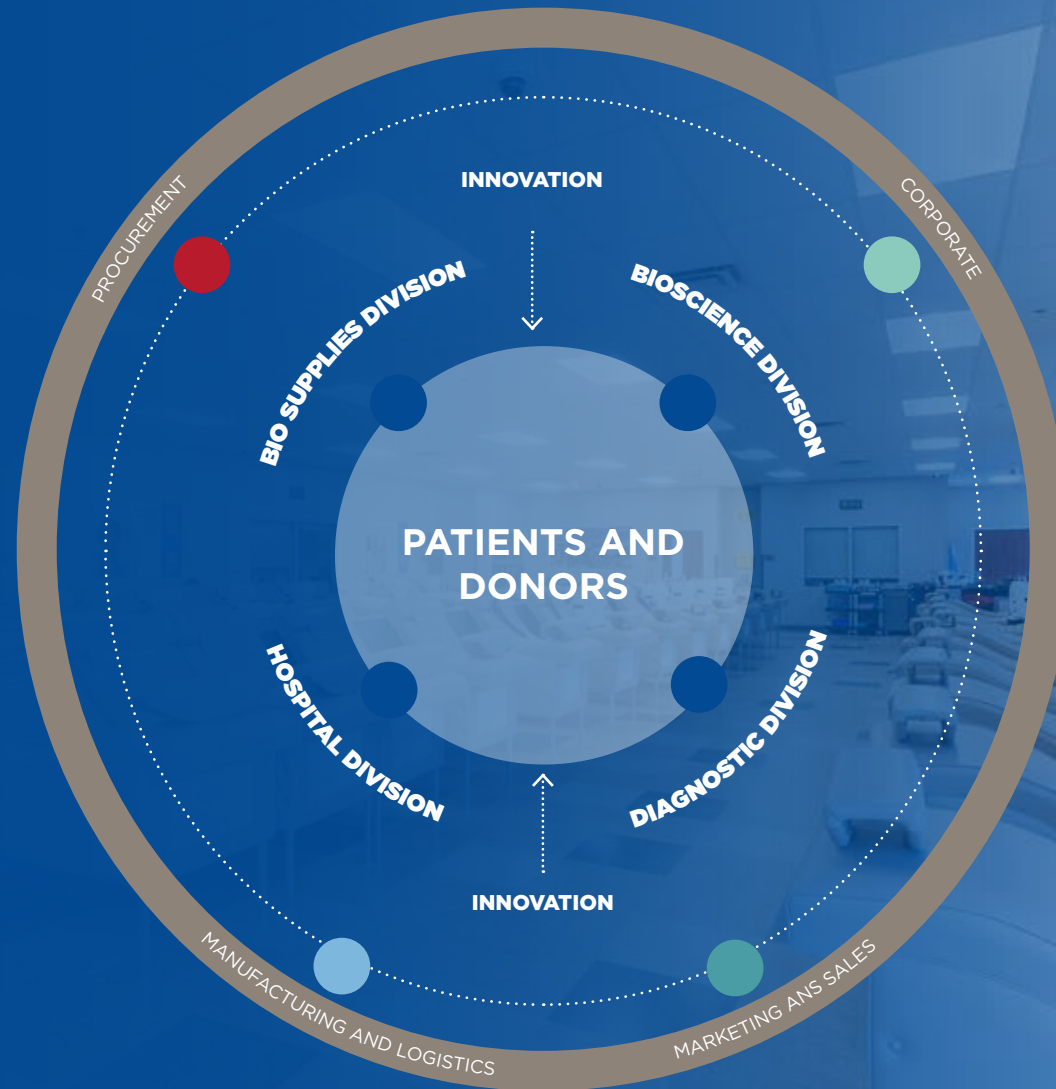 INNOVATION
PROCUREMENT
CORPORATE
BIO SUPPLIES DIVISION
BIOSCIENCE DIVISION
PATIENTS AND
DONORS
HOSPITAL DIVISION
DIAGNOSTIC DIVISION
INNOVATION
MANUFACTURING AND LOGISTICS
MARKETING ANS SALES